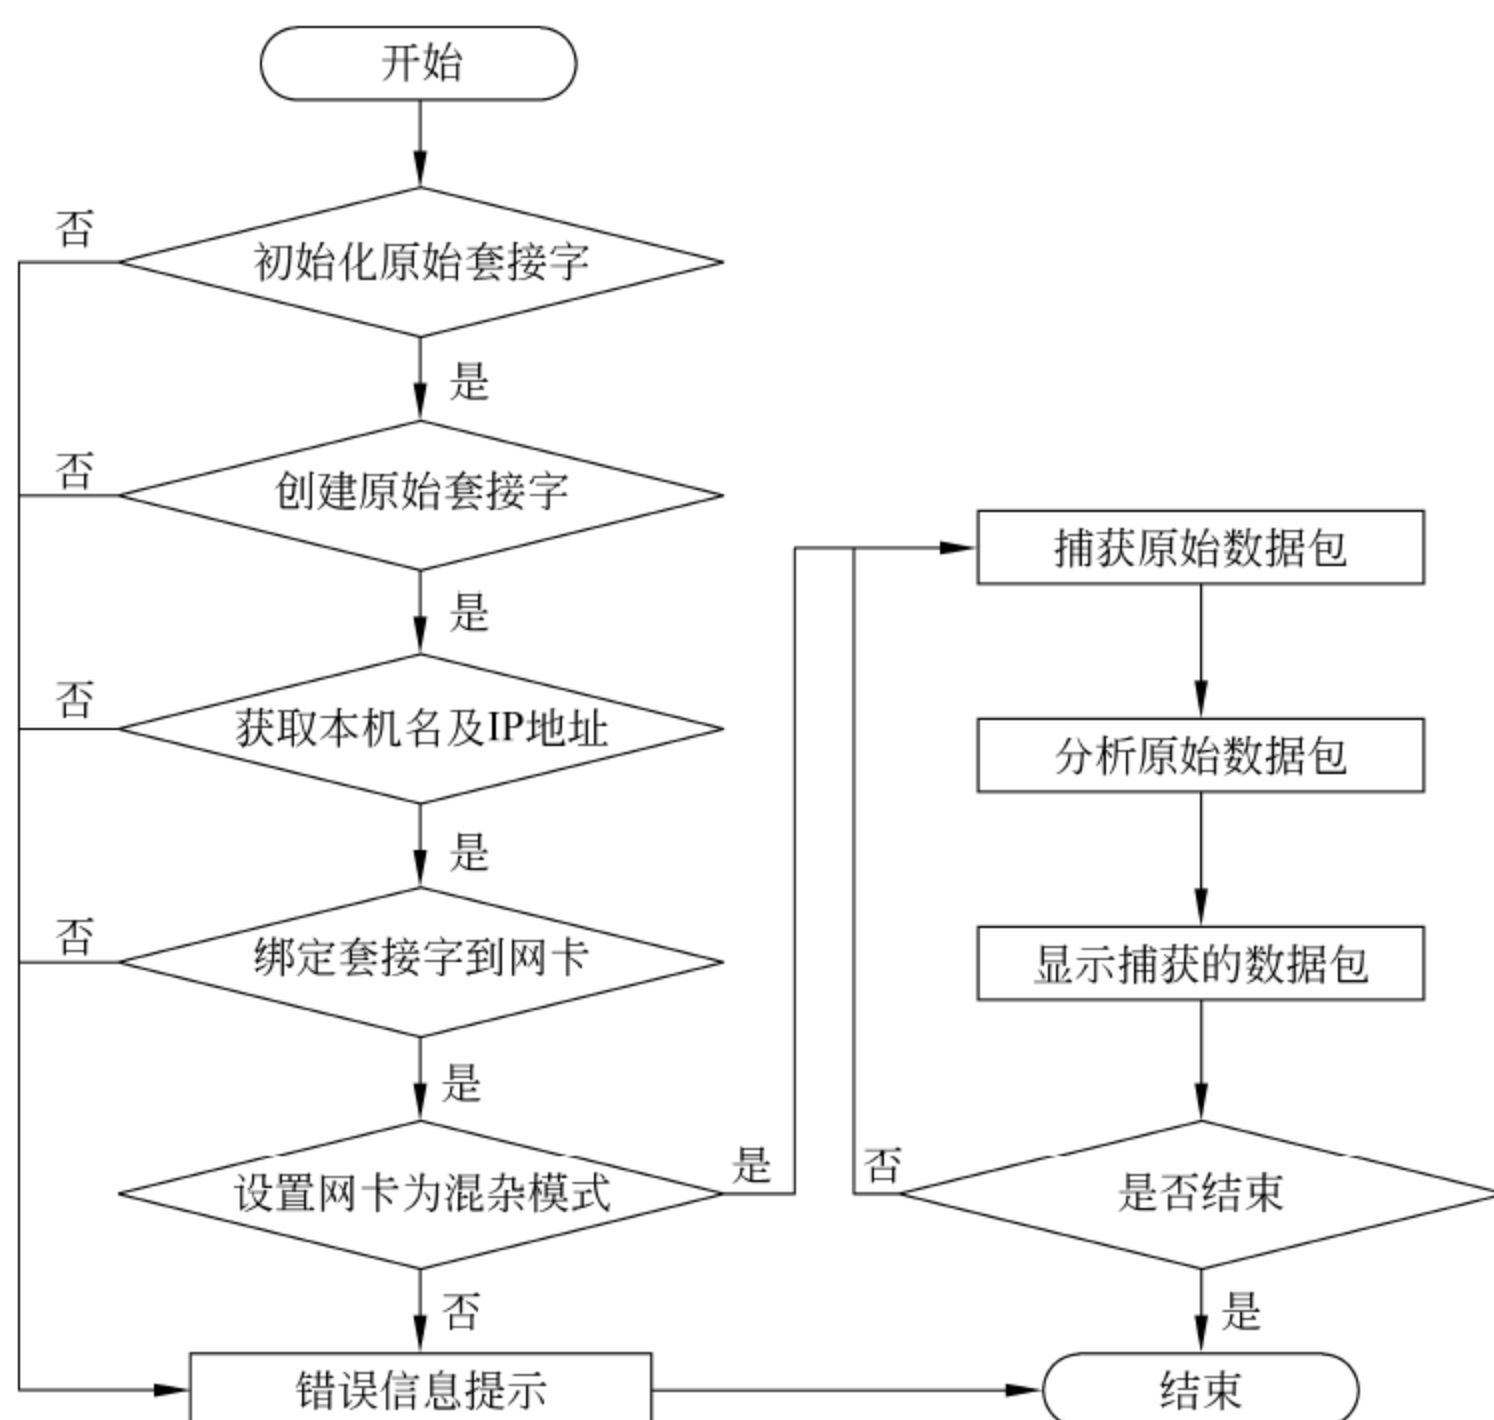 开始
否
初始化原始套接字
是
否
创建原始套接字
是
否
获取本机名及IP地址
是
否
绑定套接字到网卡
是
设置网卡为混杂模式
是
否
错误信息提示
捕获原始数据包
分析原始数据包
显示捕获的数据包
否
是否结束
是
结束